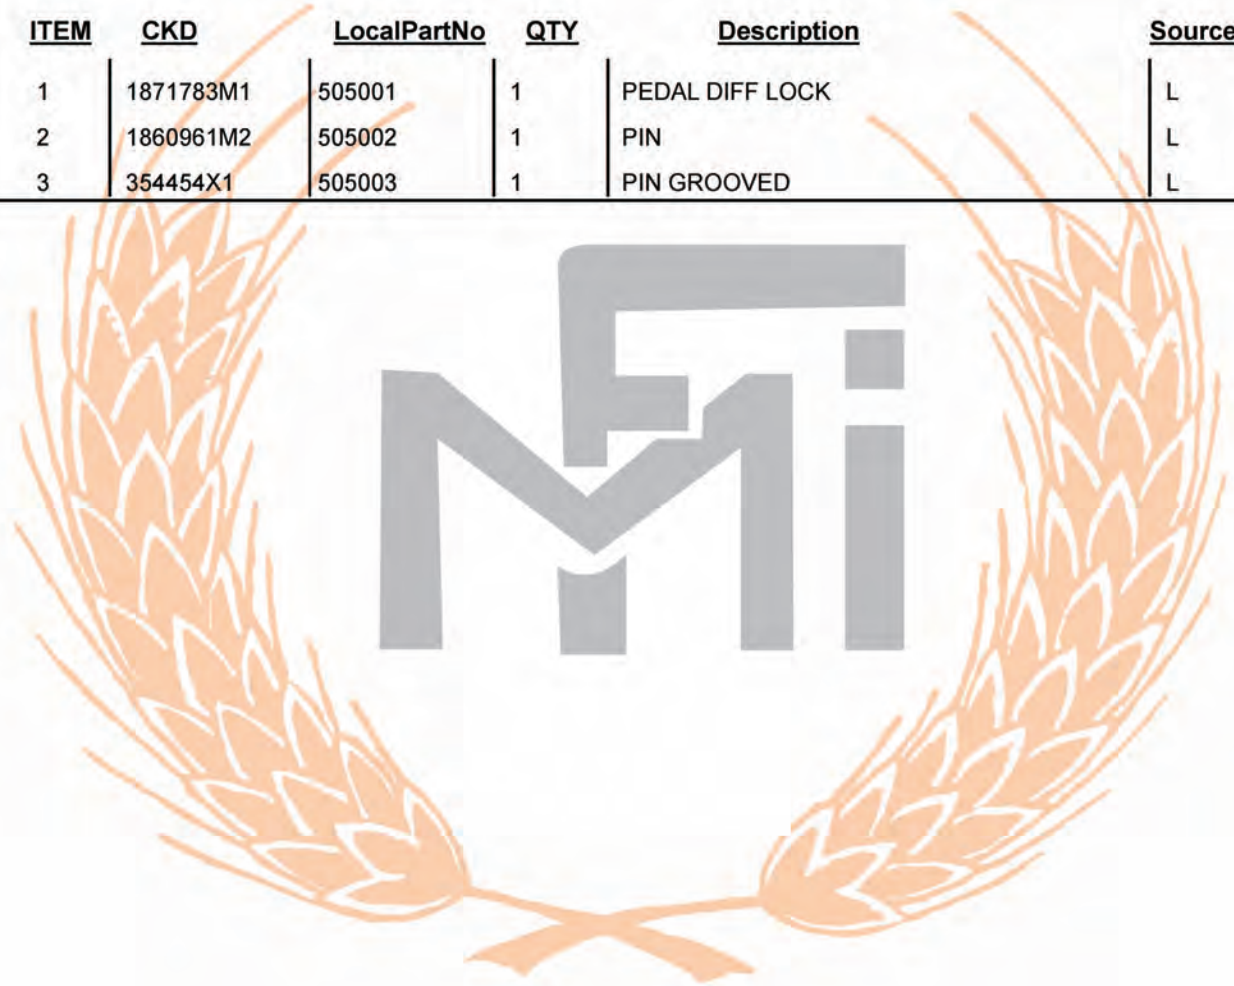 ITEM CKD LocalPartNo QTY Description Source
1 1871783M1 505001 1 PEDAL DIFF LOCK L
2 1860961M2 505002 1 PIN L
3 354454X1 505003 1 PIN GROOVED L
MFi